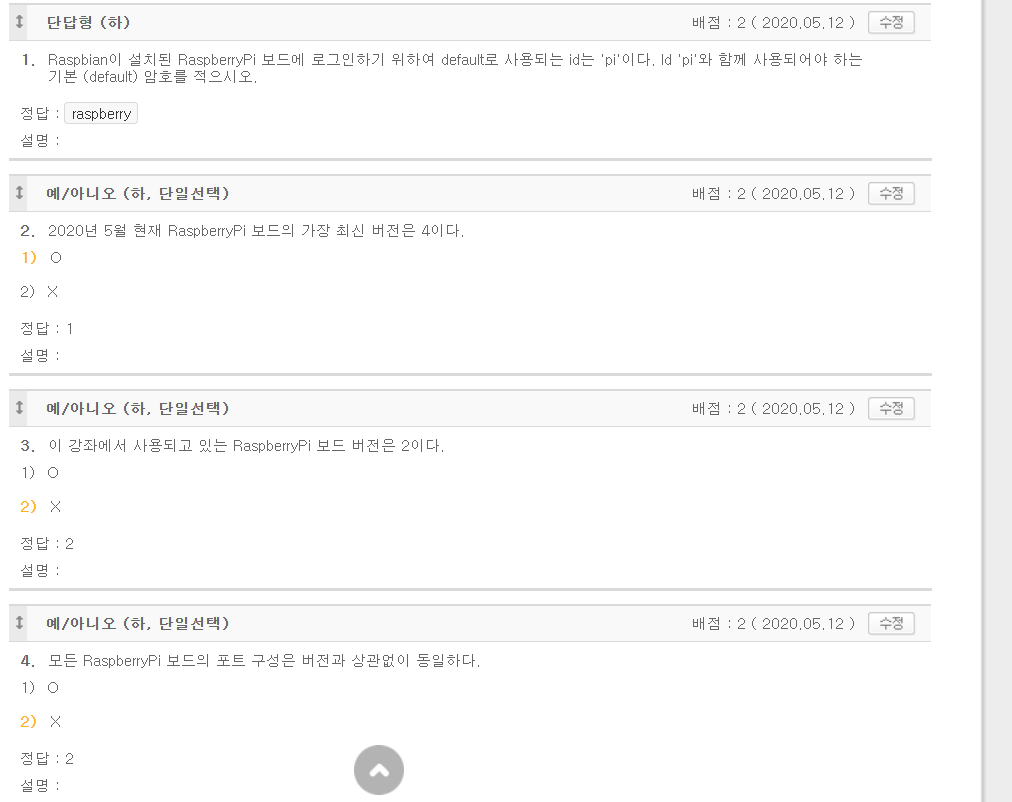 단답형 (하) 배점 : 2 ( 2020.05.12 ) 수정
1. Raspbian이 설치된 RaspberryPi 보드에 로그인하기 위하여 default로 사용되는 id는 'pi'이다. Id 'pi'와 함께 사용되어야 하는
기본 (default) 암호를 적으시오.
정답 : raspberry
설명 :
예/아니오 (하, 단일선택) 배점 : 2 ( 2020.05.12 ) 수정
2. 2020년 5월 현재 RaspberryPi 보드의 가장 최신 버전은 4이다.
1) O
2) X
정답 : 1
설명 :
예/아니오 (하, 단일선택) 배점 : 2 ( 2020.05.12 ) 수정
3. 이 강좌에서 사용되고 있는 RaspberryPi 보드 버전은 2이다.
1) O
2) X
정답 : 2
설명 :
예/아니오 (하, 단일선택) 배점 : 2 ( 2020.05.12 ) 수정
4. 모든 RaspberryPi 보드의 포트 구성은 버전과 상관없이 동일하다.
1) O
2) X
정답 : 2
설명 :